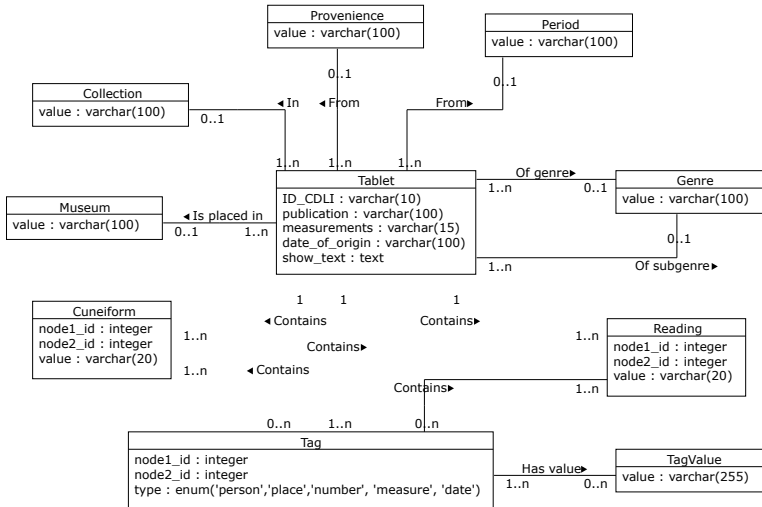 Provenience
value : varchar(100)
Period
value : varchar(100)
0..1
0..1
Collection
value : varchar(100)
◄ In
◄ From
From►
0..1
1..n
1..n
1..n
Tablet
ID_CDLI : varchar(10)
publication : varchar(100)
measurements : varchar(15)
date_of_origin : varchar(100)
show_text : text
Of genre►
1..n
0..1
Genre
value : varchar(100)
Museum
value : varchar(100)
◄ Is placed in
0..1
1..n
0..1
1..n
Of subgenre►
1
1
1
Cuneiform
node1_id : integer
node2_id : integer
value : varchar(20)
◄ Contains
Contains►
1..n
1..n
Reading
node1_id : integer
node2_id : integer
value : varchar(20)
Contains►
1..n
◄ Contains
Contains►
1..n
0..n
1..n
0..n
Tag
node1_id : integer
node2_id : integer
type : enum('person','place','number', 'measure', 'date')
Has value►
1..n
0..n
TagValue
value : varchar(255)